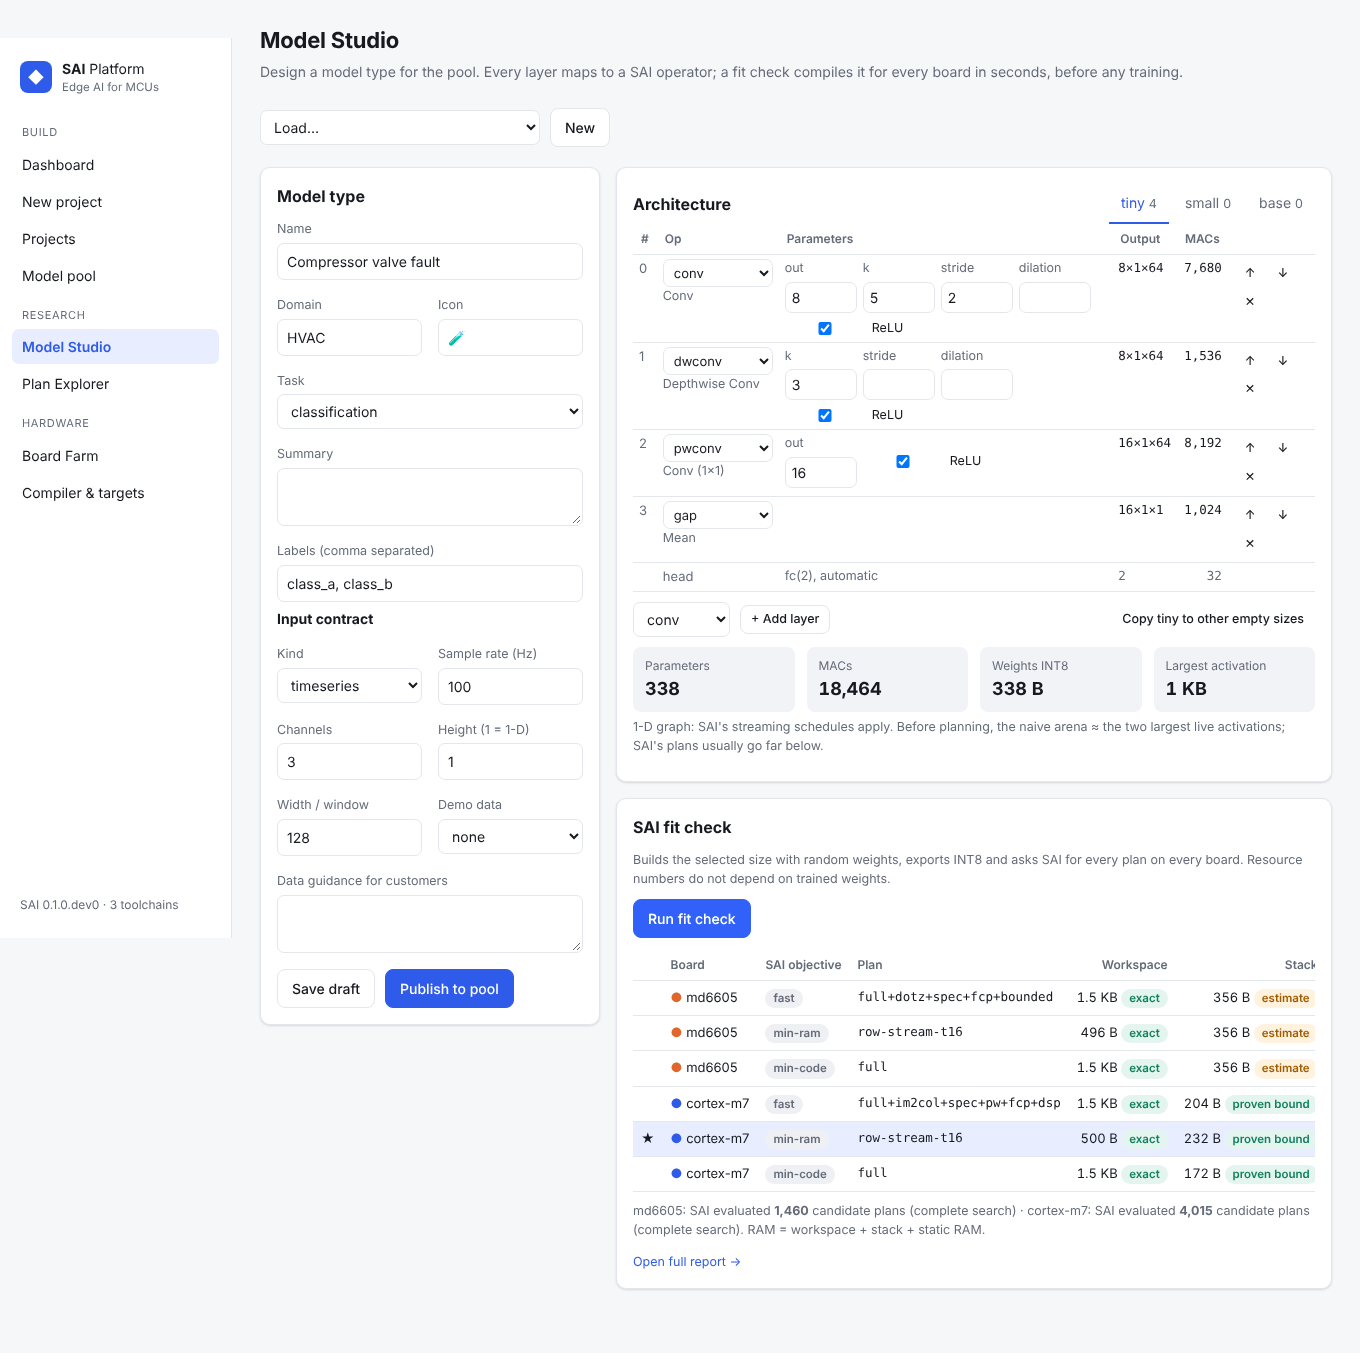 Model Studio
Design a model type for the pool. Every layer maps to a SAI operator; a fit check compiles it for every board in seconds, before any training.
SAI Platform
Edge AI for MCUs
BUILD
Dashboard
New project
Projects
Model pool
RESEARCH
Model Studio
Plan Explorer
HARDWARE
Board Farm
Compiler & targets
SAI 0.1.0.dev0 · 3 toolchains
Load...
New
Model type
Name
Compressor valve fault
Domain Icon
HVAC
Task
classification
Summary
Labels (comma separated)
class_a, class_b
Input contract
Kind Sample rate (Hz)
timeseries 100
Channels Height (1 = 1-D)
3 1
Width / window Demo data
128 none
Data guidance for customers
Save draft Publish to pool
Architecture tiny 4 small 0 base 0
# Op Parameters Output MACs
0 conv out k stride dilation 8×1×64 7,680 ↑ ↓
Conv 8 5 2 ×
ReLU
1 dwconv k stride dilation 8×1×64 1,536 ↑ ↓
Depthwise Conv 3 ×
ReLU
2 pwconv out ReLU 16×1×64 8,192 ↑ ↓
Conv (1×1) 16 ×
3 gap 16×1×1 1,024 ↑ ↓
Mean ×
head fc(2), automatic 2 32
conv + Add layer Copy tiny to other empty sizes
Parameters MACs Weights INT8 Largest activation
338 18,464 338 B 1 KB
1-D graph: SAI's streaming schedules apply. Before planning, the naive arena ≈ the two largest live activations;
SAI's plans usually go far below.
SAI fit check
Builds the selected size with random weights, exports INT8 and asks SAI for every plan on every board. Resource
numbers do not depend on trained weights.
Run fit check
Board SAI objective Plan Workspace Stack
md6605 fast full+dotz+spec+fcp+bounded 1.5 KB exact 356 B estimate
md6605 min-ram row-stream-t16 496 B exact 356 B estimate
md6605 min-code full 1.5 KB exact 356 B estimate
cortex-m7 fast full+im2col+spec+pw+fcp+dsp 1.5 KB exact 204 B proven bound
★ cortex-m7 min-ram row-stream-t16 500 B exact 232 B proven bound
cortex-m7 min-code full 1.5 KB exact 172 B proven bound
md6605: SAI evaluated 1,460 candidate plans (complete search) · cortex-m7: SAI evaluated 4,015 candidate plans
(complete search). RAM = workspace + stack + static RAM.
Open full report →